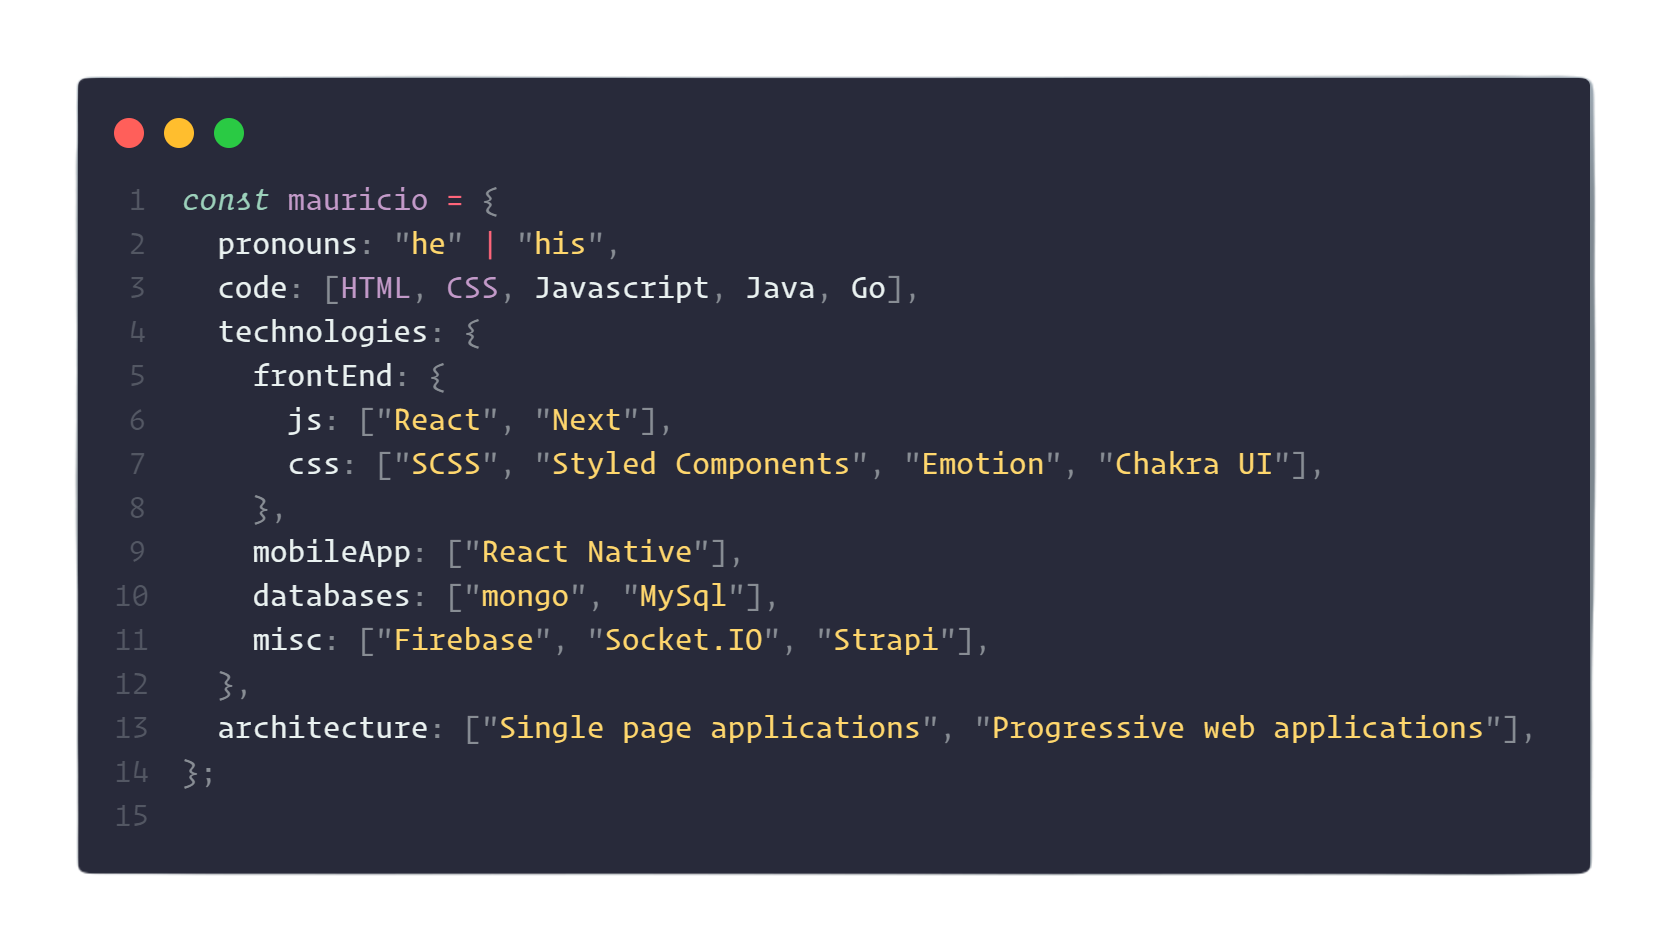 1 const mauricio = {
2   pronouns: "he" | "his",
3   code: [HTML, CSS, Javascript, Java, Go],
4   technologies: {
5     frontEnd: {
6       js: ["React", "Next"],
7       css: ["SCSS", "Styled Components", "Emotion", "Chakra UI"],
8     },
9     mobileApp: ["React Native"],
10     databases: ["mongo", "MySql"],
11     misc: ["Firebase", "Socket.IO", "Strapi"],
12   },
13   architecture: ["Single page applications", "Progressive web applications"],
14 };
15